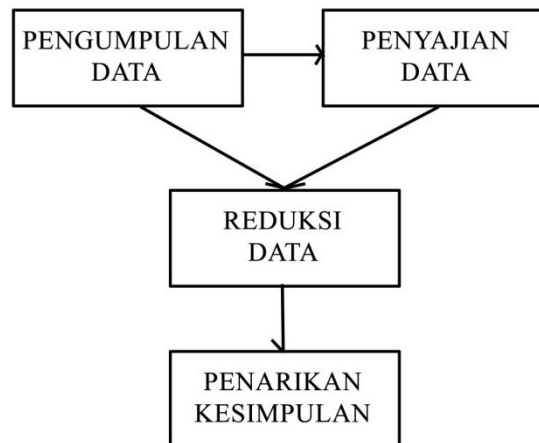 PENGUMPULAN
DATA
PENYAJIAN
DATA
REDUKSI
DATA
PENARIKAN
KESIMPULAN